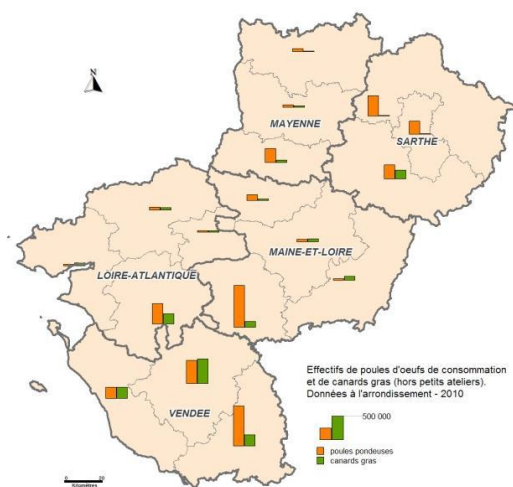 N
MAYENNE
SARTHE
MAINE-ET-LOIRE
LOIRE-ATLANTIQUE
VENDEE
Effectifs de poules d'oeufs de consommation
et de canards gras (hors petits ateliers).
Données à l'arrondissement - 2010
500 000
poules pondeuses
canards gras
Kilomètres